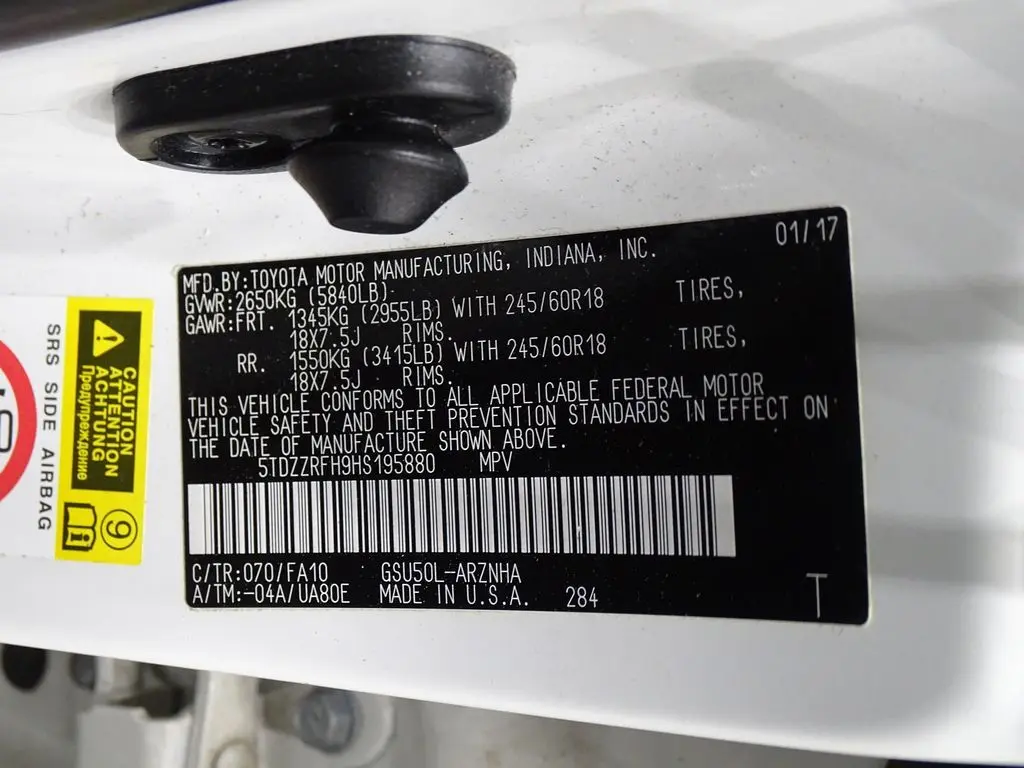 MFD.BY:TOYOTA MOTOR MANUFACTURING, INDIANA, INC. 01/17
GVWR:2650KG (5840LB)
GAWR:FRT. 1345KG (2955LB) WITH 245/60R18 TIRES,
18X7.5J RIMS.
RR. 1550KG (3415LB) WITH 245/60R18 TIRES,
18X7.5J RIMS.
THIS VEHICLE CONFORMS TO ALL APPLICABLE FEDERAL MOTOR
VEHICLE SAFETY AND THEFT PREVENTION STANDARDS IN EFFECT ON
THE DATE OF MANUFACTURE SHOWN ABOVE.
5TDZZRFH9HS195880 MPV
C/TR:070/FA10 GSU50L-ARZNHA
A/TM:-04A/UA80E MADE IN U.S.A. 284
T
CAUTION
ATTENTION
ACHTUNG
Предупреждение
9
SRS SIDE AIRBAG